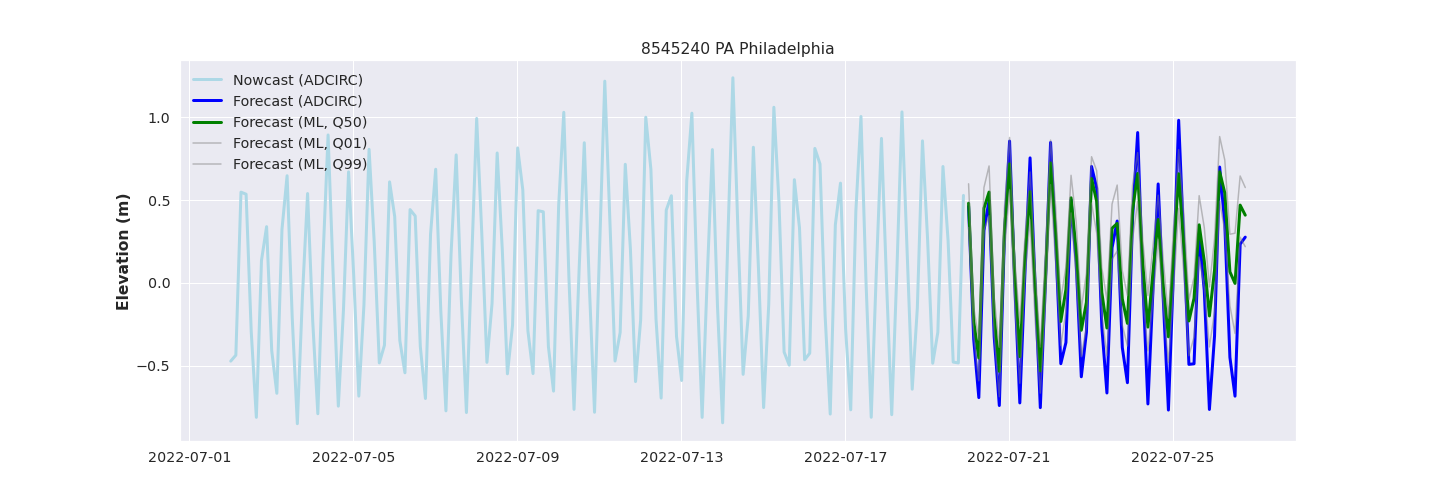 8545240 PA Philadelphia
Nowcast (ADCIRC)
Forecast (ADCIRC)
Forecast (ML, Q50)
Forecast (ML, Q01)
Forecast (ML, Q99)
Elevation (m)
1.0
0.5
0.0
−0.5
2022-07-01 2022-07-05 2022-07-09 2022-07-13 2022-07-17 2022-07-21 2022-07-25